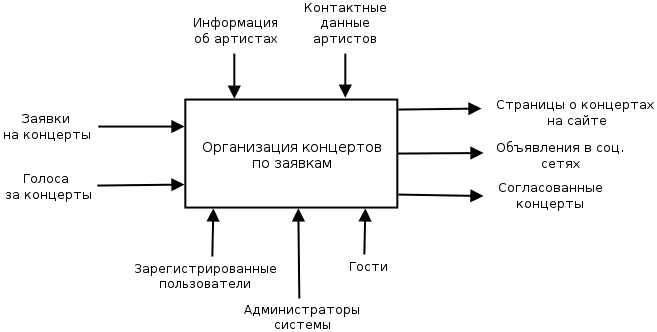 Информация
об артистах
Контактные
данные
артистов
Заявки
на концерты
Голоса
за концерты
Организация концертов
по заявкам
Страницы о концертах
на сайте
Объявления в соц.
сетях
Согласованные
концерты
Зарегистрированные
пользователи
Администраторы
системы
Гости